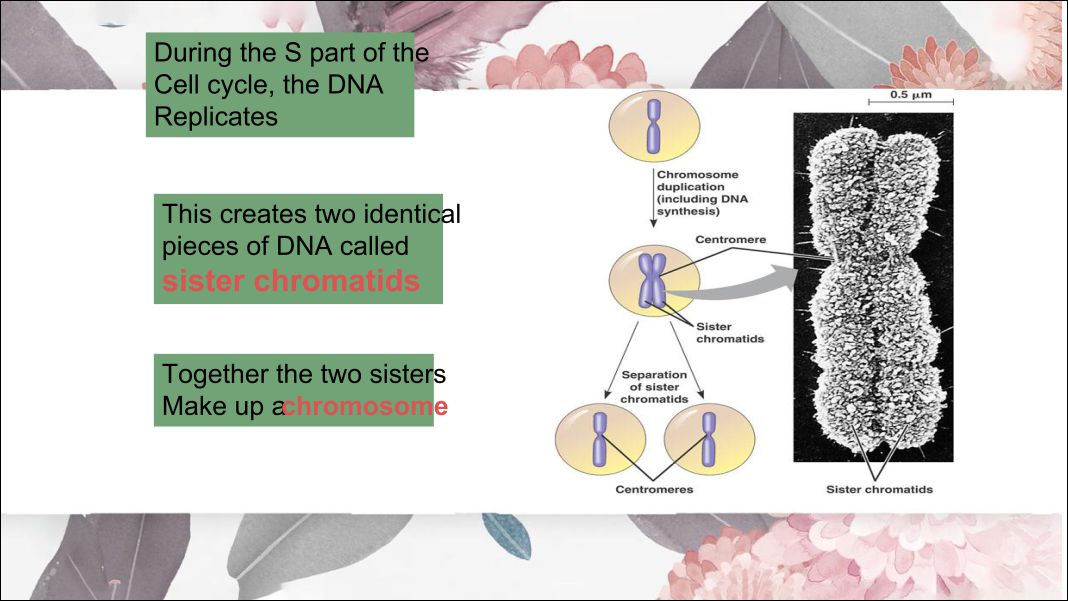 During the S part of the
Cell cycle, the DNA
Replicates
This creates two identical
pieces of DNA called
sister chromatids
Together the two sisters
Make up a chromosome
0.5 μm
Chromosome
duplication
(including DNA
synthesis)
Centromere
Sister
chromatids
Separation
of sister
chromatids
Centromeres
Sister chromatids